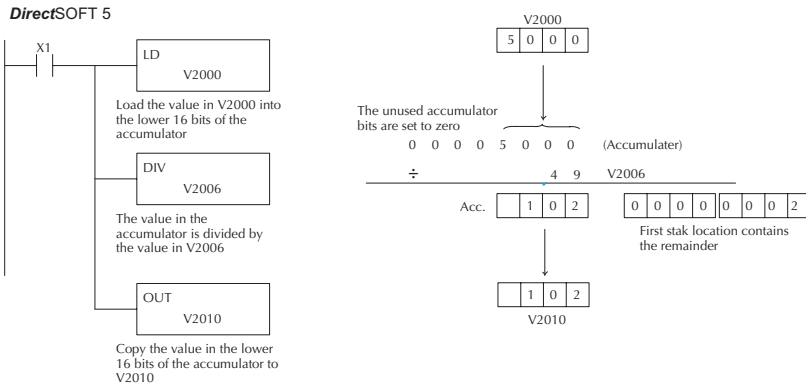 DirectSOFT 5
X1
LD
V2000
Load the value in V2000 into
the lower 16 bits of the
accumulator
DIV
V2006
The value in the
accumulator is divided by
the value in V2006
OUT
V2010
Copy the value in the lower
16 bits of the accumulator to
V2010
V2000
5 0 0 0
The unused accumulator
bits are set to zero
0 0 0 0 5 0 0 0 (Accumulater)
÷ 4 9 V2006
Acc. 1 0 2 0 0 0 0 0 0 0 2
First stak location contains
the remainder
1 0 2
V2010